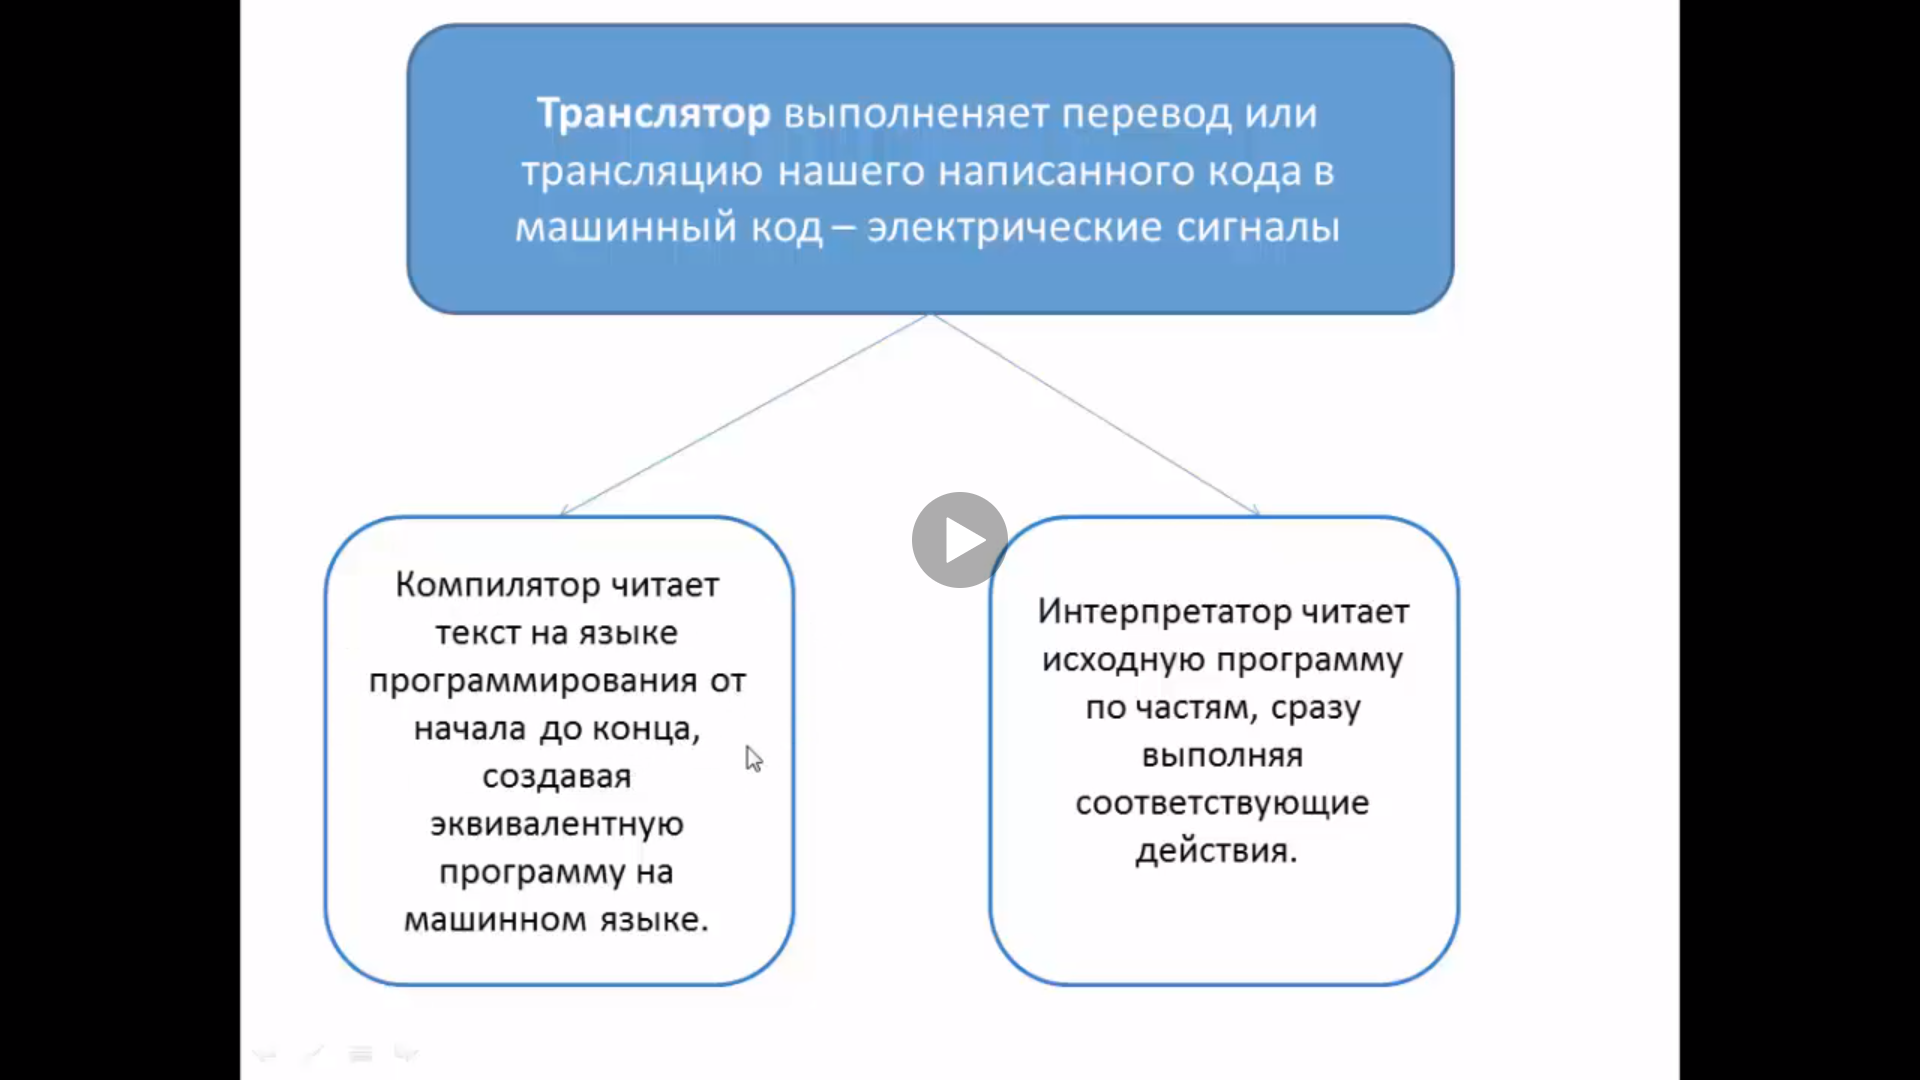 Транслятор выполненяет перевод или
трансляцию нашего написанного кода в
машинный код – электрические сигналы
Компилятор читает
текст на языке
программирования от
начала до конца,
создавая
эквивалентную
программу на
машинном языке.
Интерпретатор читает
исходную программу
по частям, сразу
выполняя
соответствующие
действия.